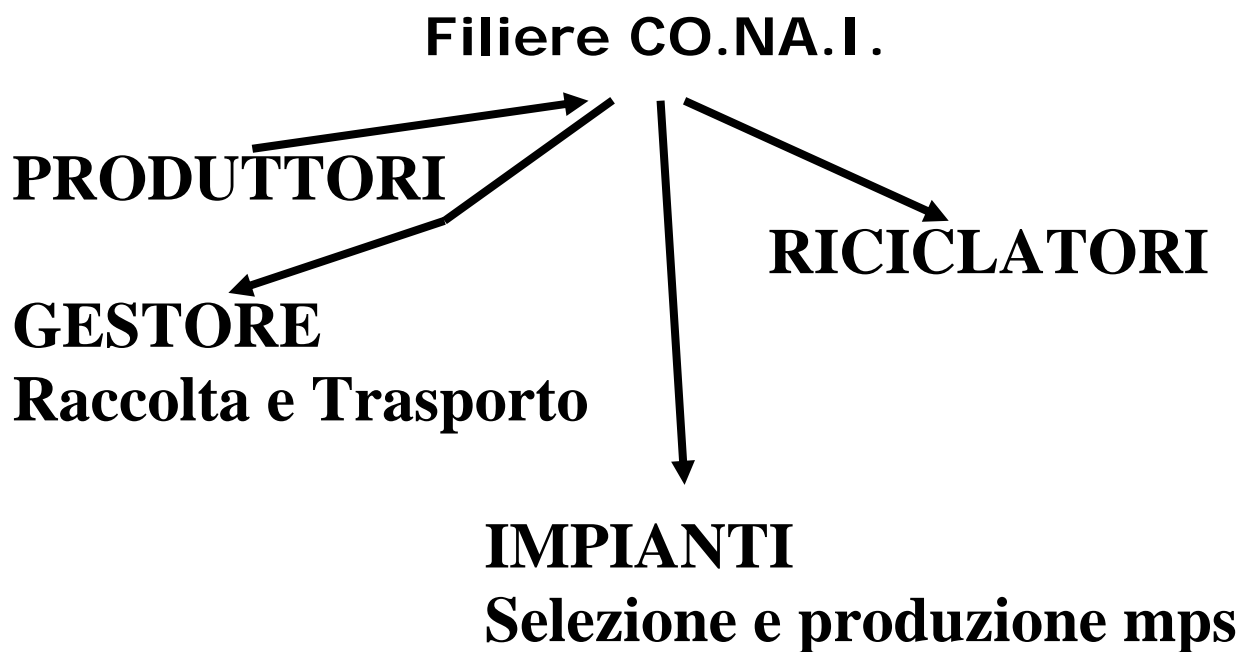 Filiere CO.NA.I.
PRODUTTORI
RICICLATORI
GESTORE
Raccolta e Trasporto
IMPIANTI
Selezione e produzione mps